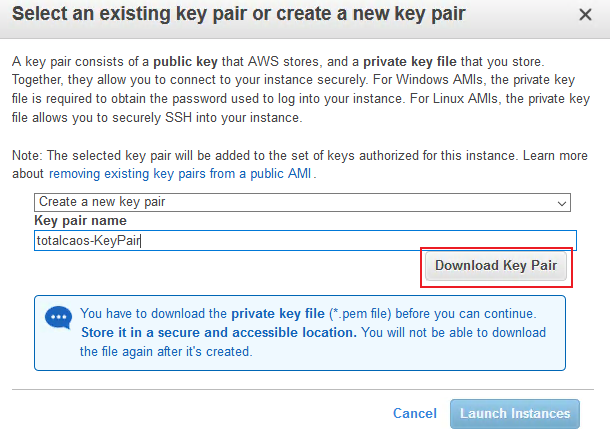 Select an existing key pair or create a new key pair
A key pair consists of a public key that AWS stores, and a private key file that you store.
Together, they allow you to connect to your instance securely. For Windows AMIs, the private key
file is required to obtain the password used to log into your instance. For Linux AMIs, the private key
file allows you to securely SSH into your instance.
Note: The selected key pair will be added to the set of keys authorized for this instance. Learn more
about removing existing key pairs from a public AMI.
Create a new key pair
Key pair name
totalcaos-KeyPair
Download Key Pair
You have to download the private key file (*.pem file) before you can continue.
Store it in a secure and accessible location. You will not be able to download
the file again after it's created.
Cancel Launch Instances